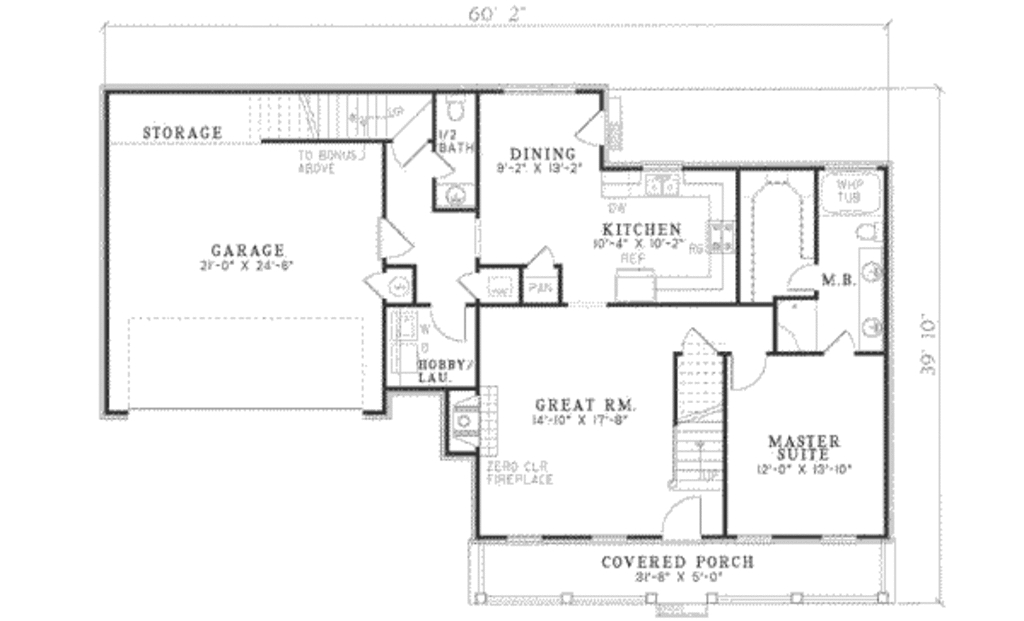 60' 2"
STORAGE
UP
TO BONUS
ABOVE
1/2
BATH
DINING
9'-2" X 13'-2"
WHP
TUB
DW
KITCHEN
10'-4" X 10'-2"
REF
GARAGE
21'-0" X 24'-6"
M.B.
PAN
W
D
HOBBY/
LAU.
39' 10"
GREAT RM.
14'-10" X 17'-8"
MASTER
SUITE
12'-0" X 13'-10"
UP
ZERO CLR
FIREPLACE
COVERED PORCH
31'-8" X 5'-0"